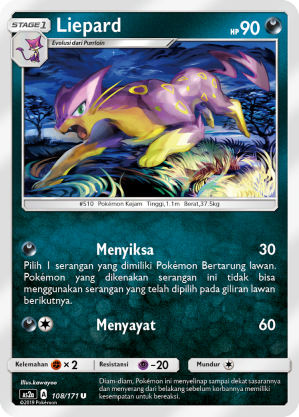 STAGE 1 Liepard HP 90
Evolusi dari Purrloin
#510 Pokémon Kejam Tinggi,1.1m Berat,37.5kg
Menyiksa 30
Pilih 1 serangan yang dimiliki Pokémon Bertarung lawan.
Pokémon yang dikenakan serangan ini tidak bisa
menggunakan serangan yang telah dipilih pada giliran lawan
berikutnya.
Menyayat 60
Kelemahan ×2 Resistansi -20 Mundur
Illus.kawayoo
AS2a A 108/171 U
©2019 Pokémon
Diam-diam, Pokémon ini menyelinap sampai dekat sasarannya
dan menyerang dari belakang sebelum korbannya memiliki
kesempatan untuk bereaksi.